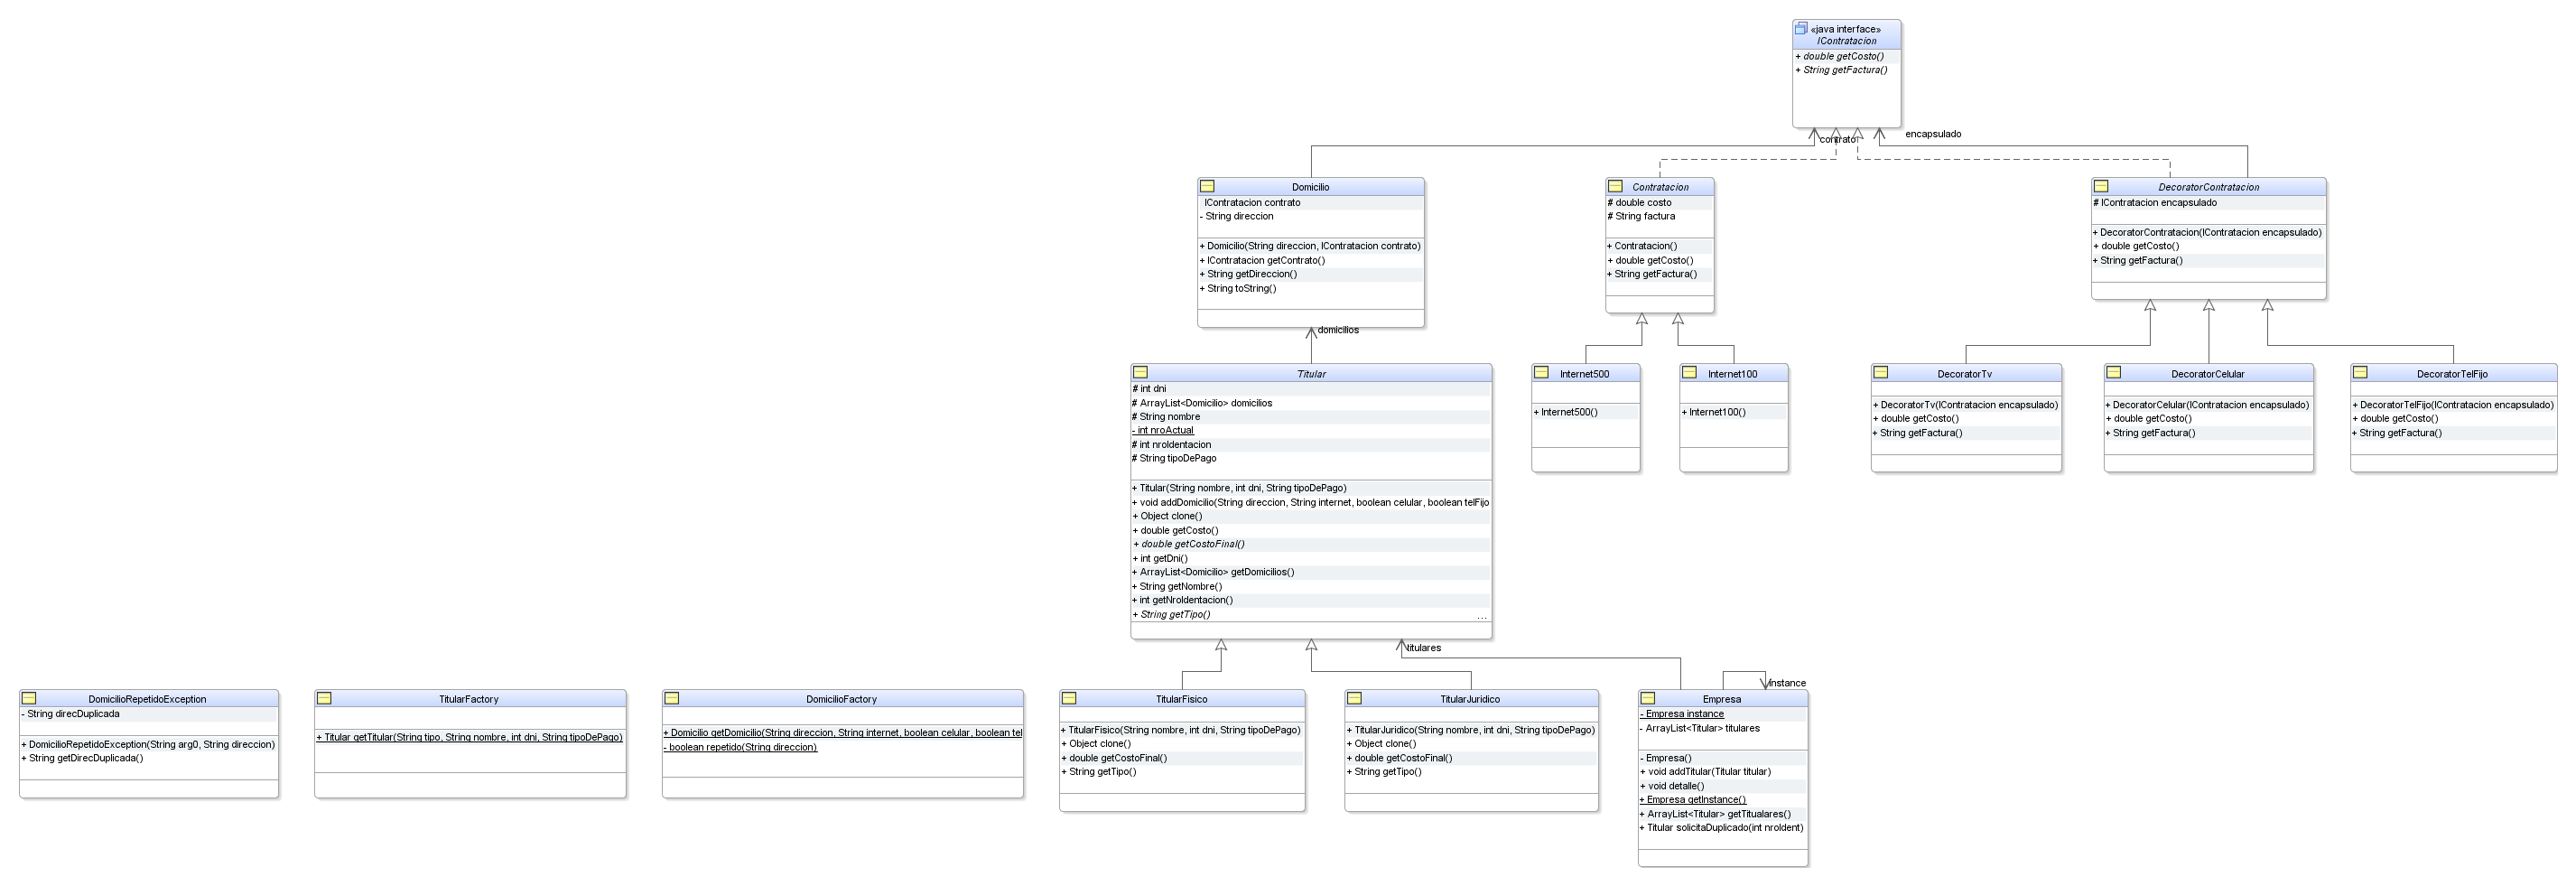 «java interface»
IContratacion
+ double getCosto()
+ String getFactura()
contrato
encapsulado
Domicilio
IContratacion contrato
- String direccion
+ Domicilio(String direccion, IContratacion contrato)
+ IContratacion getContrato()
+ String getDireccion()
+ String toString()
Contratacion
# double costo
# String factura
+ Contratacion()
+ double getCosto()
+ String getFactura()
DecoratorContratacion
# IContratacion encapsulado
+ DecoratorContratacion(IContratacion encapsulado)
+ double getCosto()
+ String getFactura()
domicilios
Titular
# int dni
# ArrayList<Domicilio> domicilios
# String nombre
- int nroActual
# int nroIdentacion
# String tipoDePago
+ Titular(String nombre, int dni, String tipoDePago)
+ void addDomicilio(String direccion, String internet, boolean celular, boolean telFijo
+ Object clone()
+ double getCosto()
+ double getCostoFinal()
+ int getDni()
+ ArrayList<Domicilio> getDomicilios()
+ String getNombre()
+ int getNroIdentacion()
+ String getTipo()
...
Internet500
+ Internet500()
Internet100
+ Internet100()
DecoratorTv
+ DecoratorTv(IContratacion encapsulado)
+ double getCosto()
+ String getFactura()
DecoratorCelular
+ DecoratorCelular(IContratacion encapsulado)
+ double getCosto()
+ String getFactura()
DecoratorTelFijo
+ DecoratorTelFijo(IContratacion encapsulado)
+ double getCosto()
+ String getFactura()
titulares
instance
DomicilioRepetidoException
- String direcDuplicada
+ DomicilioRepetidoException(String arg0, String direccion)
+ String getDirecDuplicada()
TitularFactory
+ Titular getTitular(String tipo, String nombre, int dni, String tipoDePago)
DomicilioFactory
+ Domicilio getDomicilio(String direccion, String internet, boolean celular, boolean tel
- boolean repetido(String direccion)
TitularFisico
+ TitularFisico(String nombre, int dni, String tipoDePago)
+ Object clone()
+ double getCostoFinal()
+ String getTipo()
TitularJuridico
+ TitularJuridico(String nombre, int dni, String tipoDePago)
+ Object clone()
+ double getCostoFinal()
+ String getTipo()
Empresa
- Empresa instance
- ArrayList<Titular> titulares
- Empresa()
+ void addTitular(Titular titular)
+ void detalle()
+ Empresa getInstance()
+ ArrayList<Titular> getTitualares()
+ Titular solicitaDuplicado(int nroIdent)